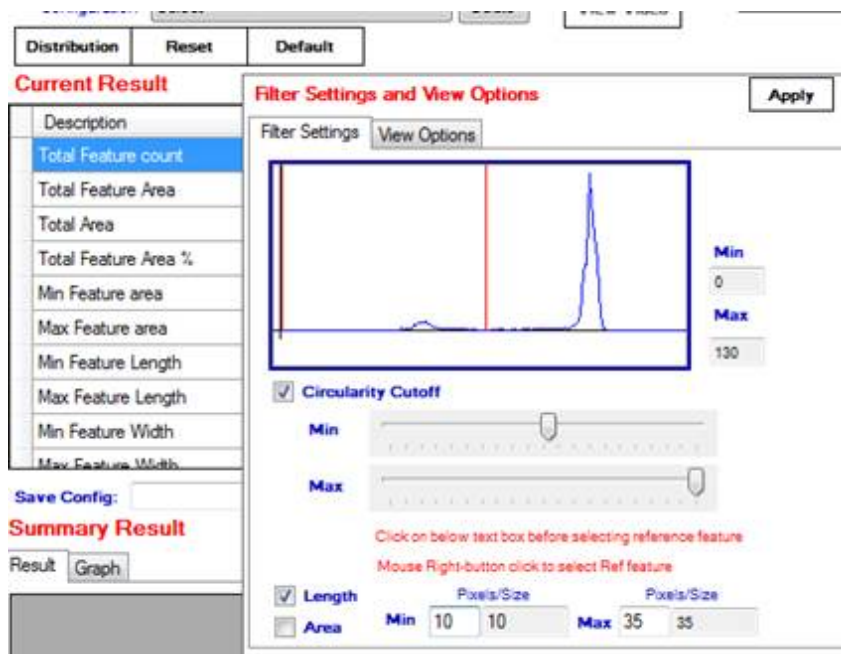 Distribution Reset Default
Current Result
Filter Settings and View Options Apply
Description
Filter Settings View Options
Total Feature count
Total Feature Area
Total Area
Total Feature Area %
Min Feature area
Max Feature area
Min Feature Length
Max Feature Length
Min Feature Width
Max Feature Width
Min
0
Max
130
Circularity Cutoff
Min
Max
Save Config:
Summary Result
Result Graph
Click on below text box before selecting reference feature
Mouse Right-button click to select Ref feature
Length Pixels/Size Pixels/Size
Area Min 10 10 Max 35 35